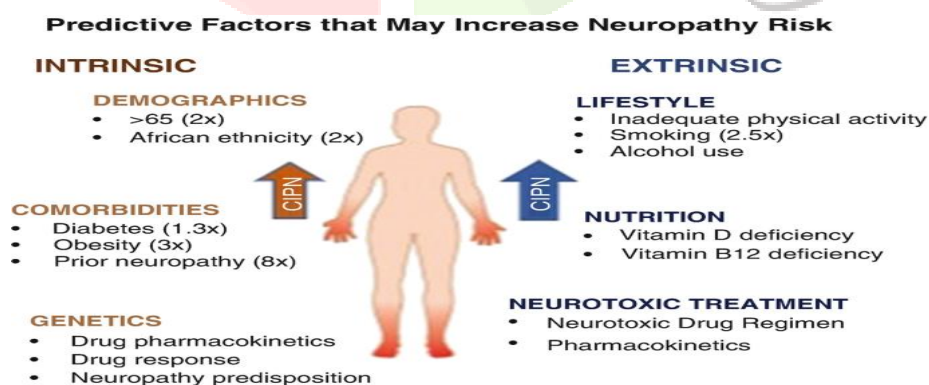 Predictive Factors that May Increase Neuropathy Risk
INTRINSIC
DEMOGRAPHICS
• >65 (2x)
• African ethnicity (2x)
CIPN
COMORBIDITIES
• Diabetes (1.3x)
• Obesity (3x)
• Prior neuropathy (8x)
GENETICS
• Drug pharmacokinetics
• Drug response
• Neuropathy predisposition
EXTRINSIC
LIFESTYLE
• Inadequate physical activity
• Smoking (2.5x)
• Alcohol use
CIPN
NUTRITION
• Vitamin D deficiency
• Vitamin B12 deficiency
NEUROTOXIC TREATMENT
• Neurotoxic Drug Regimen
• Pharmacokinetics